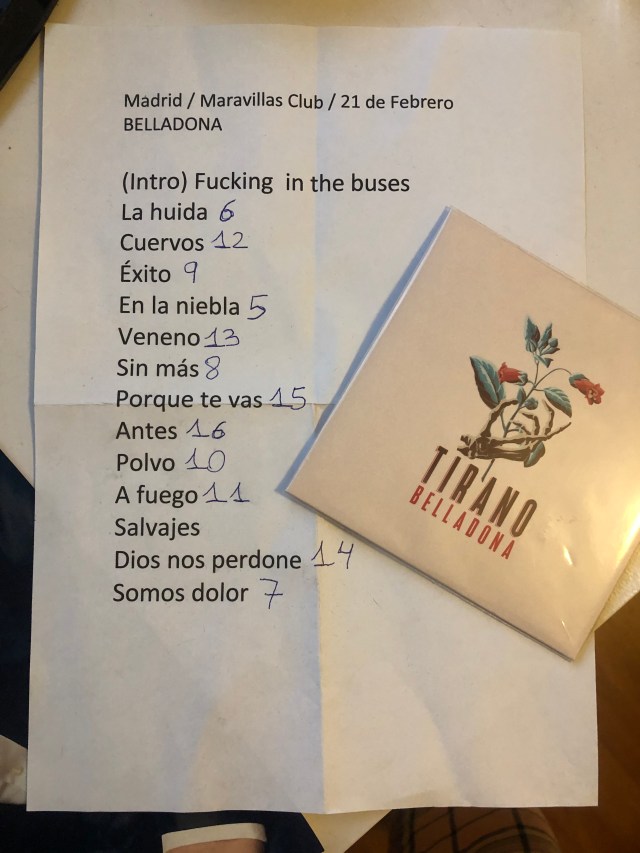 Madrid / Maravillas Club / 21 de Febrero
BELLADONA
(Intro) Fucking in the buses
La huida 6
Cuervos 12
Éxito 9
En la niebla 5
Veneno 13
Sin más 8
Porque te vas 15
Antes 16
Polvo 10
A fuego 11
Salvajes
Dios nos perdone 14
Somos dolor 7
TIRANO
BELLADONA